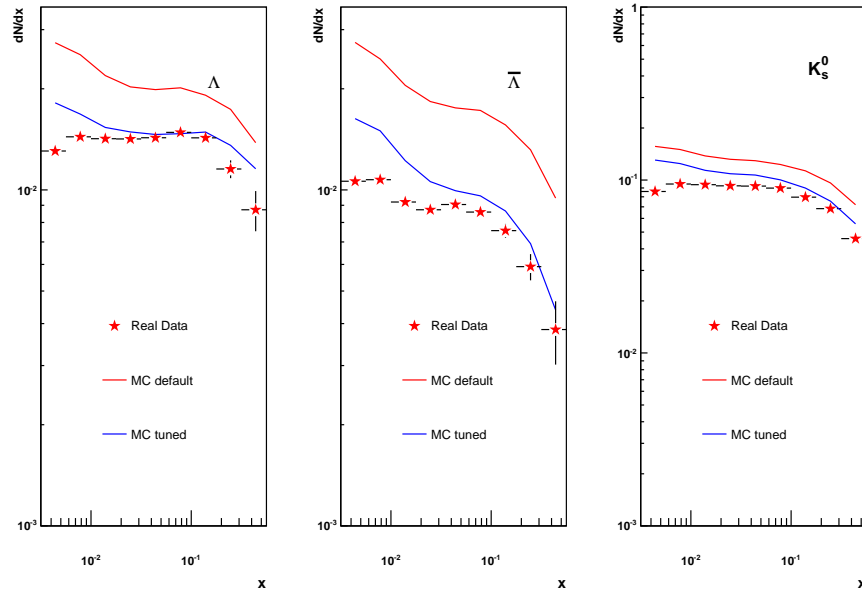 dN/dx
Λ
10⁻²
Real Data
MC default
MC tuned
10⁻³
10⁻²
10⁻¹
x
dN/dx
Λ̅
10⁻²
Real Data
MC default
MC tuned
10⁻³
10⁻²
10⁻¹
x
dN/dx
1
K⁰ₛ
10⁻¹
Real Data
10⁻²
MC default
MC tuned
10⁻³
10⁻²
10⁻¹
x